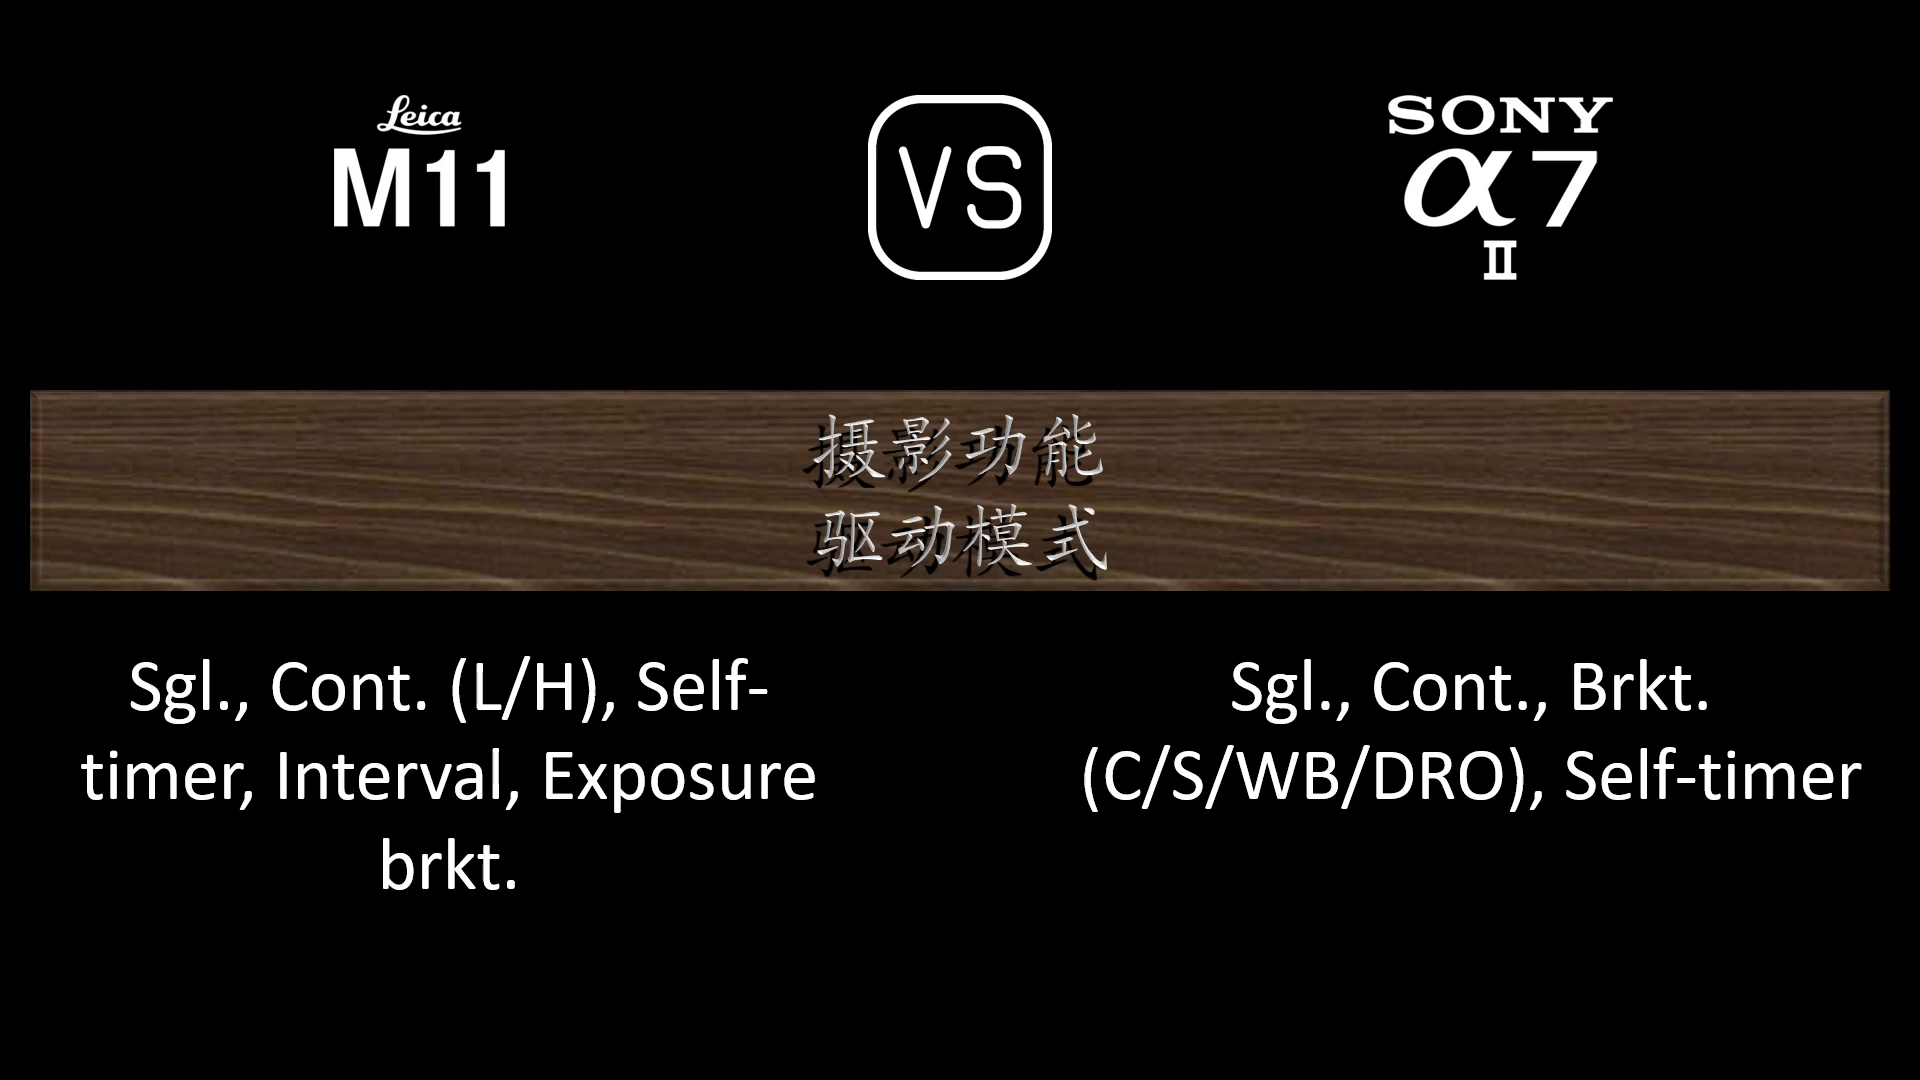 Leica
M11
VS
SONY
α7
II
摄影功能
驱动模式
Sgl., Cont. (L/H), Self-
timer, Interval, Exposure
brkt.
Sgl., Cont., Brkt.
(C/S/WB/DRO), Self-timer